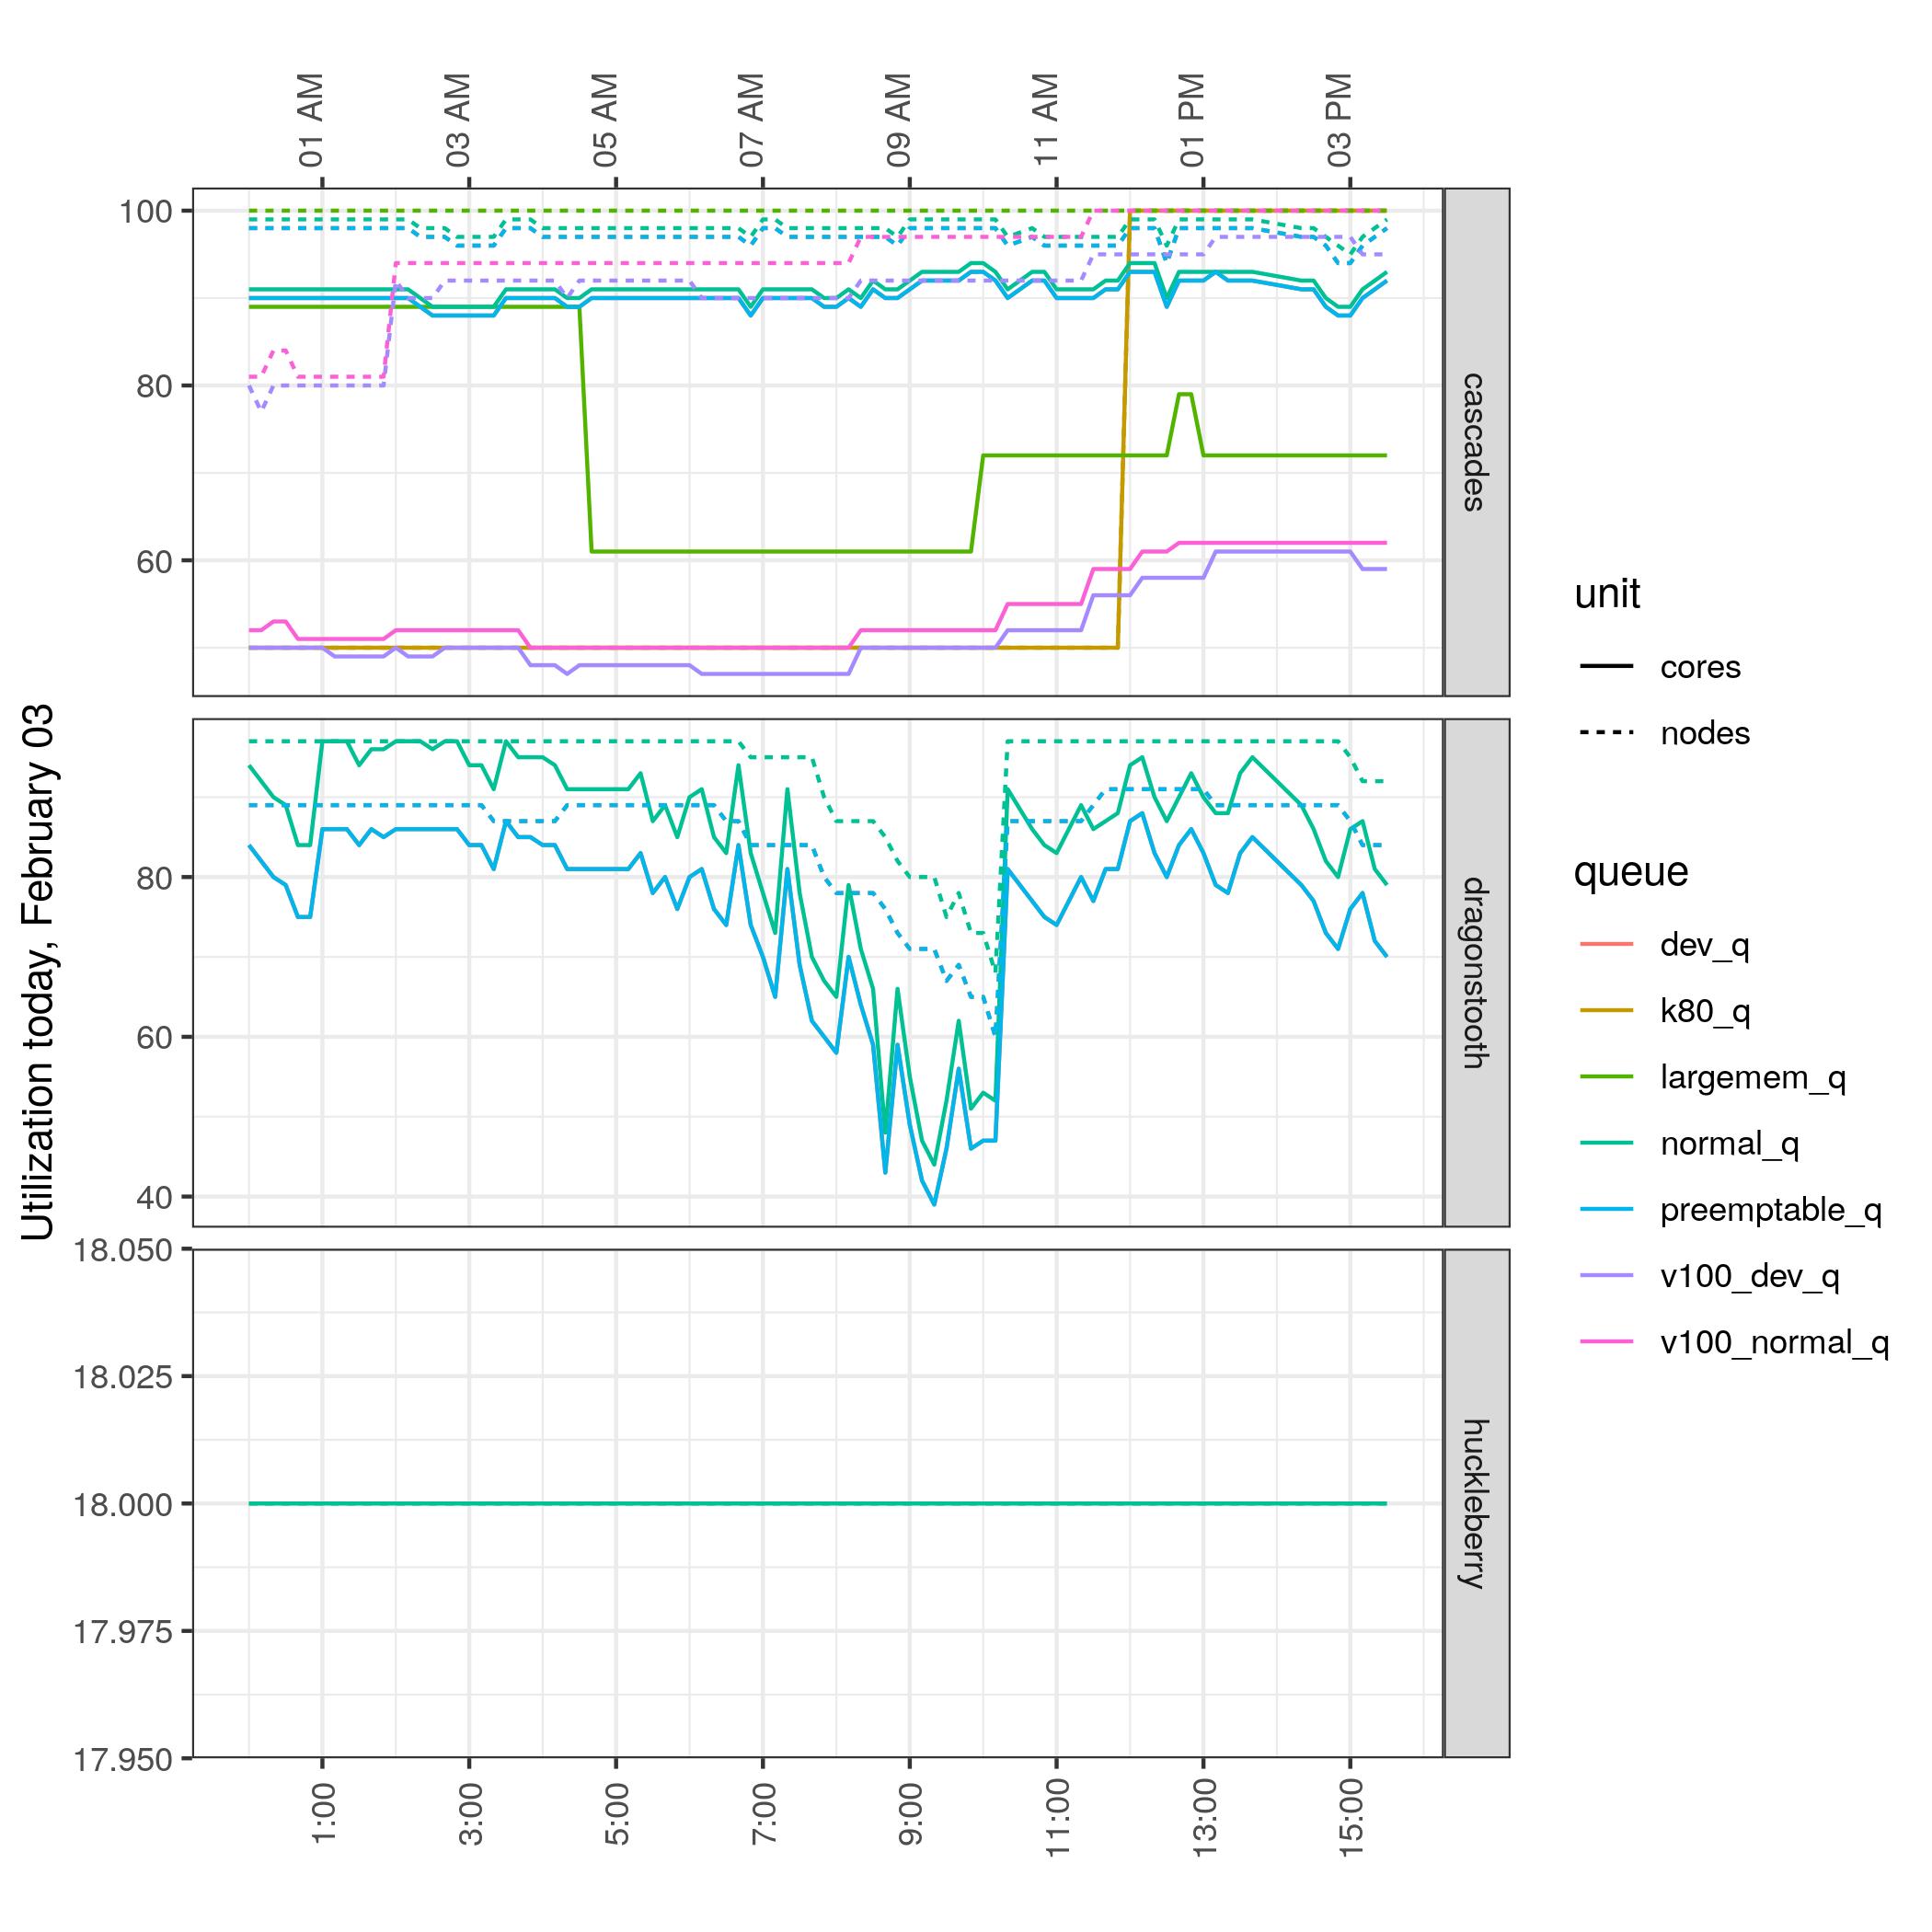 01 AM
03 AM
05 AM
07 AM
09 AM
11 AM
01 PM
03 PM
100
80
60
cascades
Utilization today, February 03
80
60
40
dragonstooth
18.050
18.025
18.000
17.975
17.950
huckleberry
1:00
3:00
5:00
7:00
9:00
11:00
13:00
15:00
unit
cores
nodes
queue
dev_q
k80_q
largemem_q
normal_q
preemptable_q
v100_dev_q
v100_normal_q